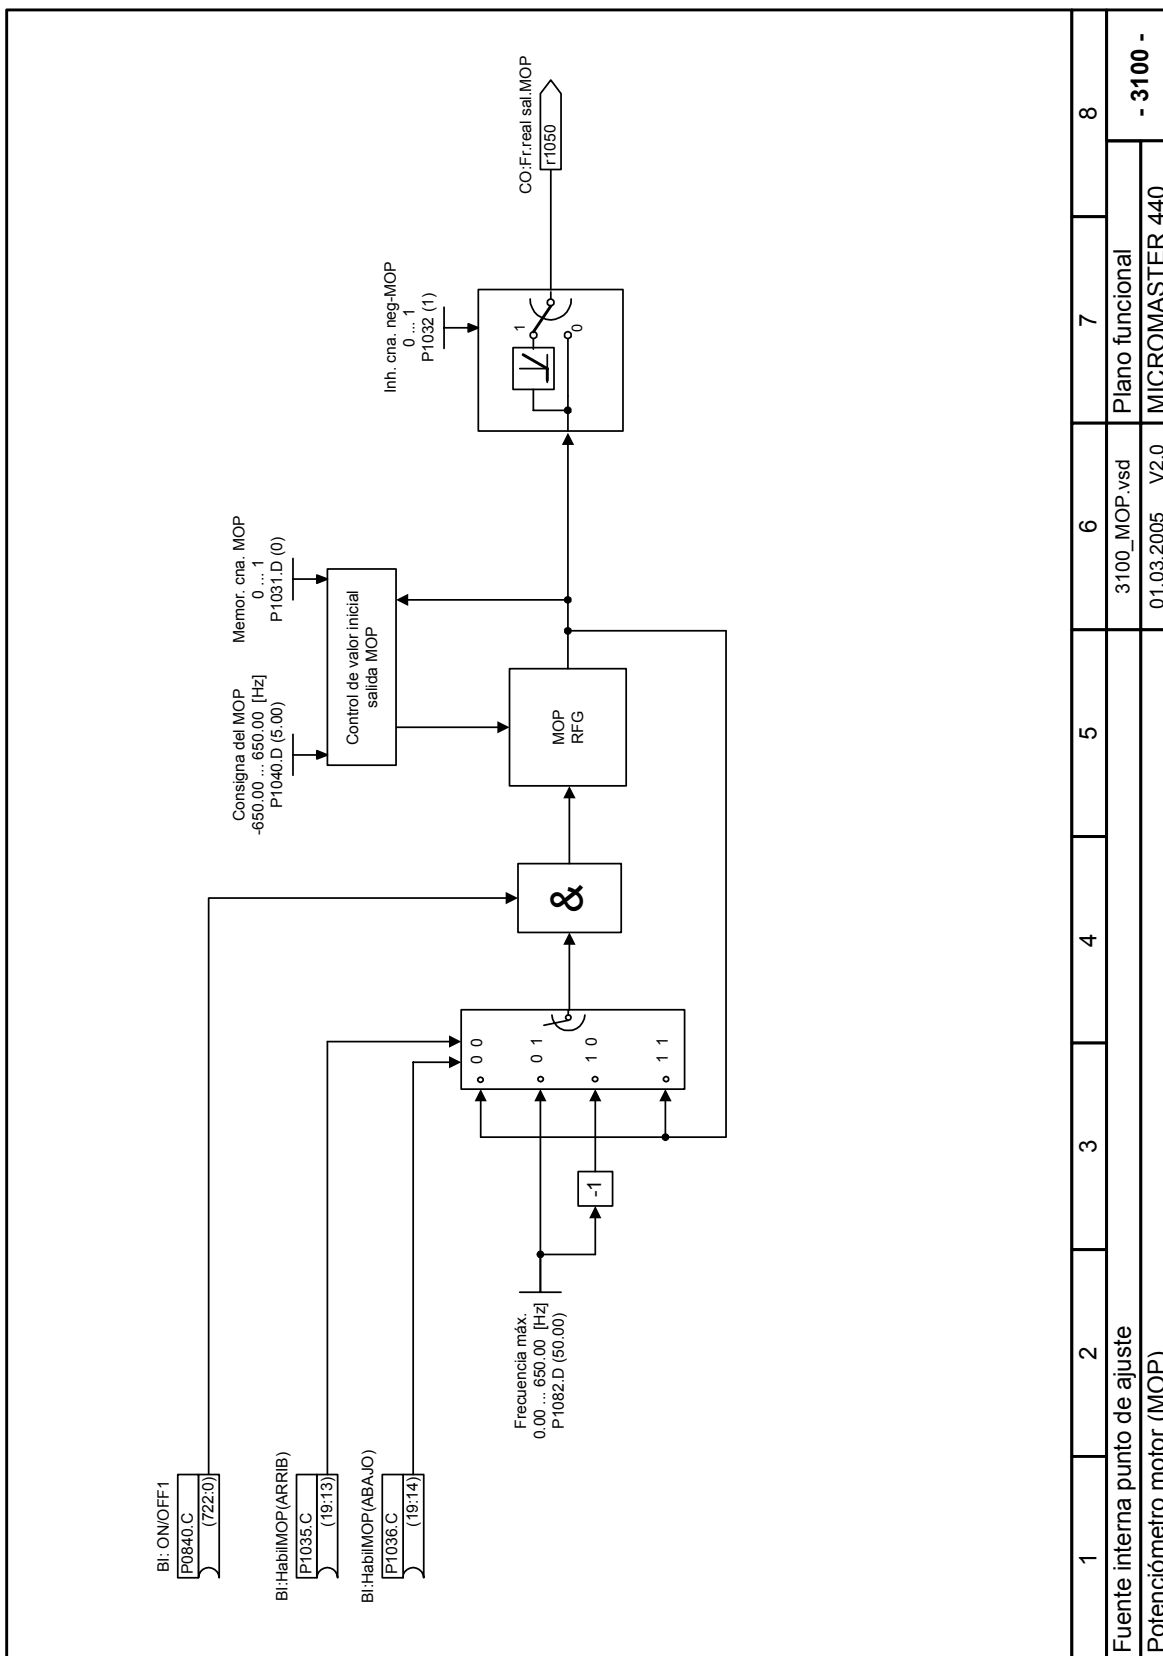 BI: ON/OFF1
P0840.C
(722:0)
BI:HabilMOP(ARRIB)
P1035.C
(19:13)
BI:HabilMOP(ABAJO)
P1036.C
(19:14)
Frecuencia máx.
0.00 ... 650.00 [Hz]
P1082.D (50.00)
-1
0 0
0 1
1 0
1 1
&
Consigna del MOP
-650.00 ... 650.00 [Hz]
P1040.D (5.00)
Memor. cna. MOP
0 ... 1
P1031.D (0)
Control de valor inicial
salida MOP
MOP
RFG
Inh. cna. neg-MOP
0 ... 1
P1032 (1)
1
0
CO:Fr.real sal.MOP
r1050
1
2
3
4
5
6
7
8
Fuente interna punto de ajuste
3100_MOP.vsd
Plano funcional
- 3100 -
Potenciómetro motor (MOP)
01.03.2005 V2.0
MICROMASTER 440